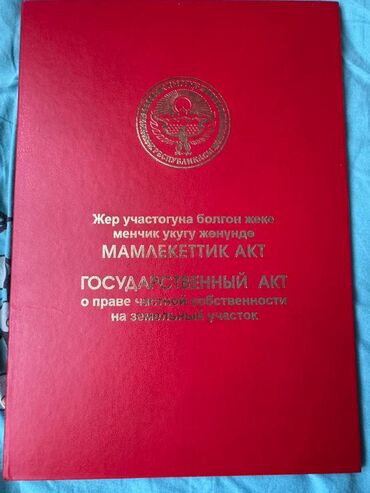 Жер участогуна болгон жеке
менчик укугу жөнүндө
МАМЛЕКЕТТИК АКТ
ГОСУДАРСТВЕННЫЙ АКТ
о праве частной собственности
на земельный участок